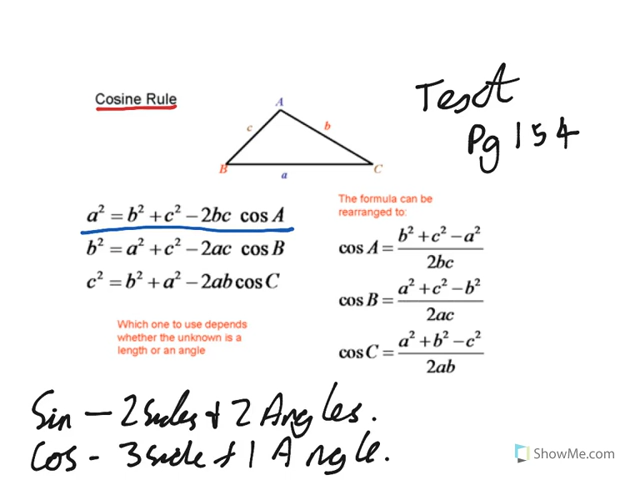 Cosine Rule
Test
Pg 154
A
c
b
B
C
a
a² = b² + c² − 2bc cos A
b² = a² + c² − 2ac cos B
c² = b² + a² − 2ab cos C
Which one to use depends
whether the unknown is a
length or an angle
The formula can be
rearranged to:
cos A = (b² + c² − a²) / 2bc
cos B = (a² + c² − b²) / 2ac
cos C = (a² + b² − c²) / 2ab
Sin – 2 Sides + 2 Angles.
Cos – 3 side + 1 Angle.
ShowMe.com